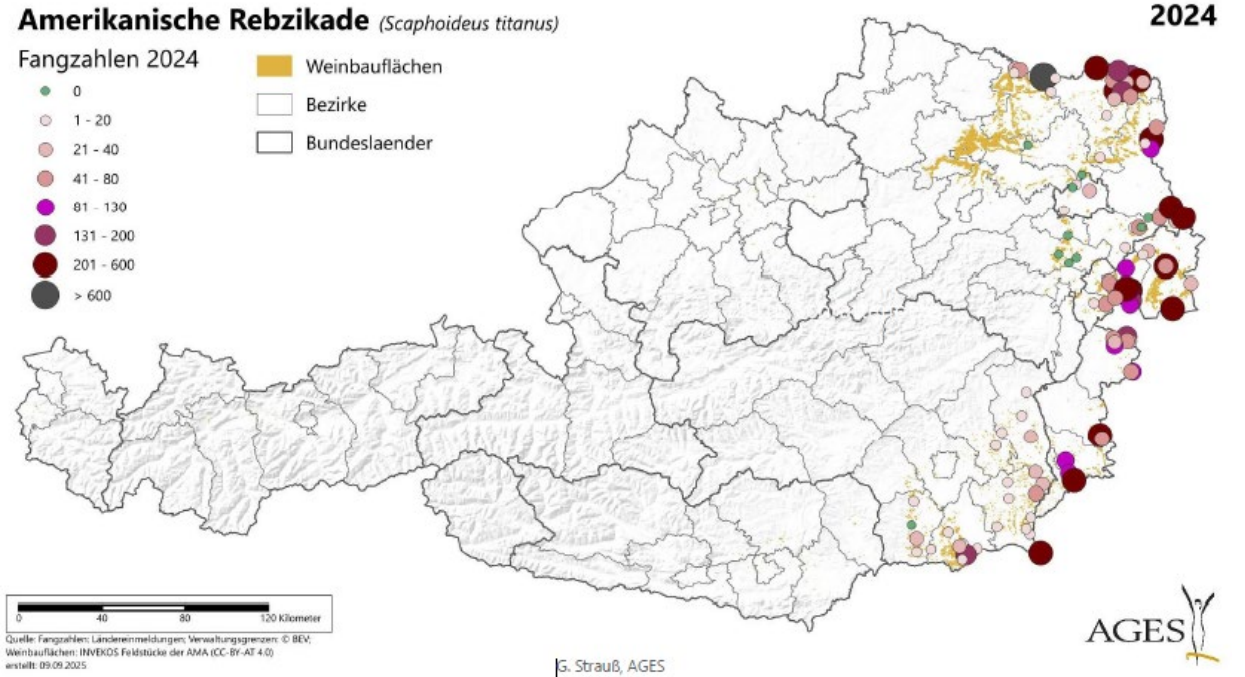 Amerikanische Rebzikade (Scaphoideus titanus)
2024
Fangzahlen 2024
0
1 - 20
21 - 40
41 - 80
81 - 130
131 - 200
201 - 600
> 600
Weinbauflächen
Bezirke
Bundeslaender
0 40 80 120 Kilometer
Quelle: Fangzahlen: Ländereinmeldungen; Verwaltungsgrenzen: © BEV;
Weinbauflächen: INVEKOS Feldstücke der AMA (CC-BY-AT 4.0)
erstellt: 09.09.2025
G. Strauß, AGES
AGES